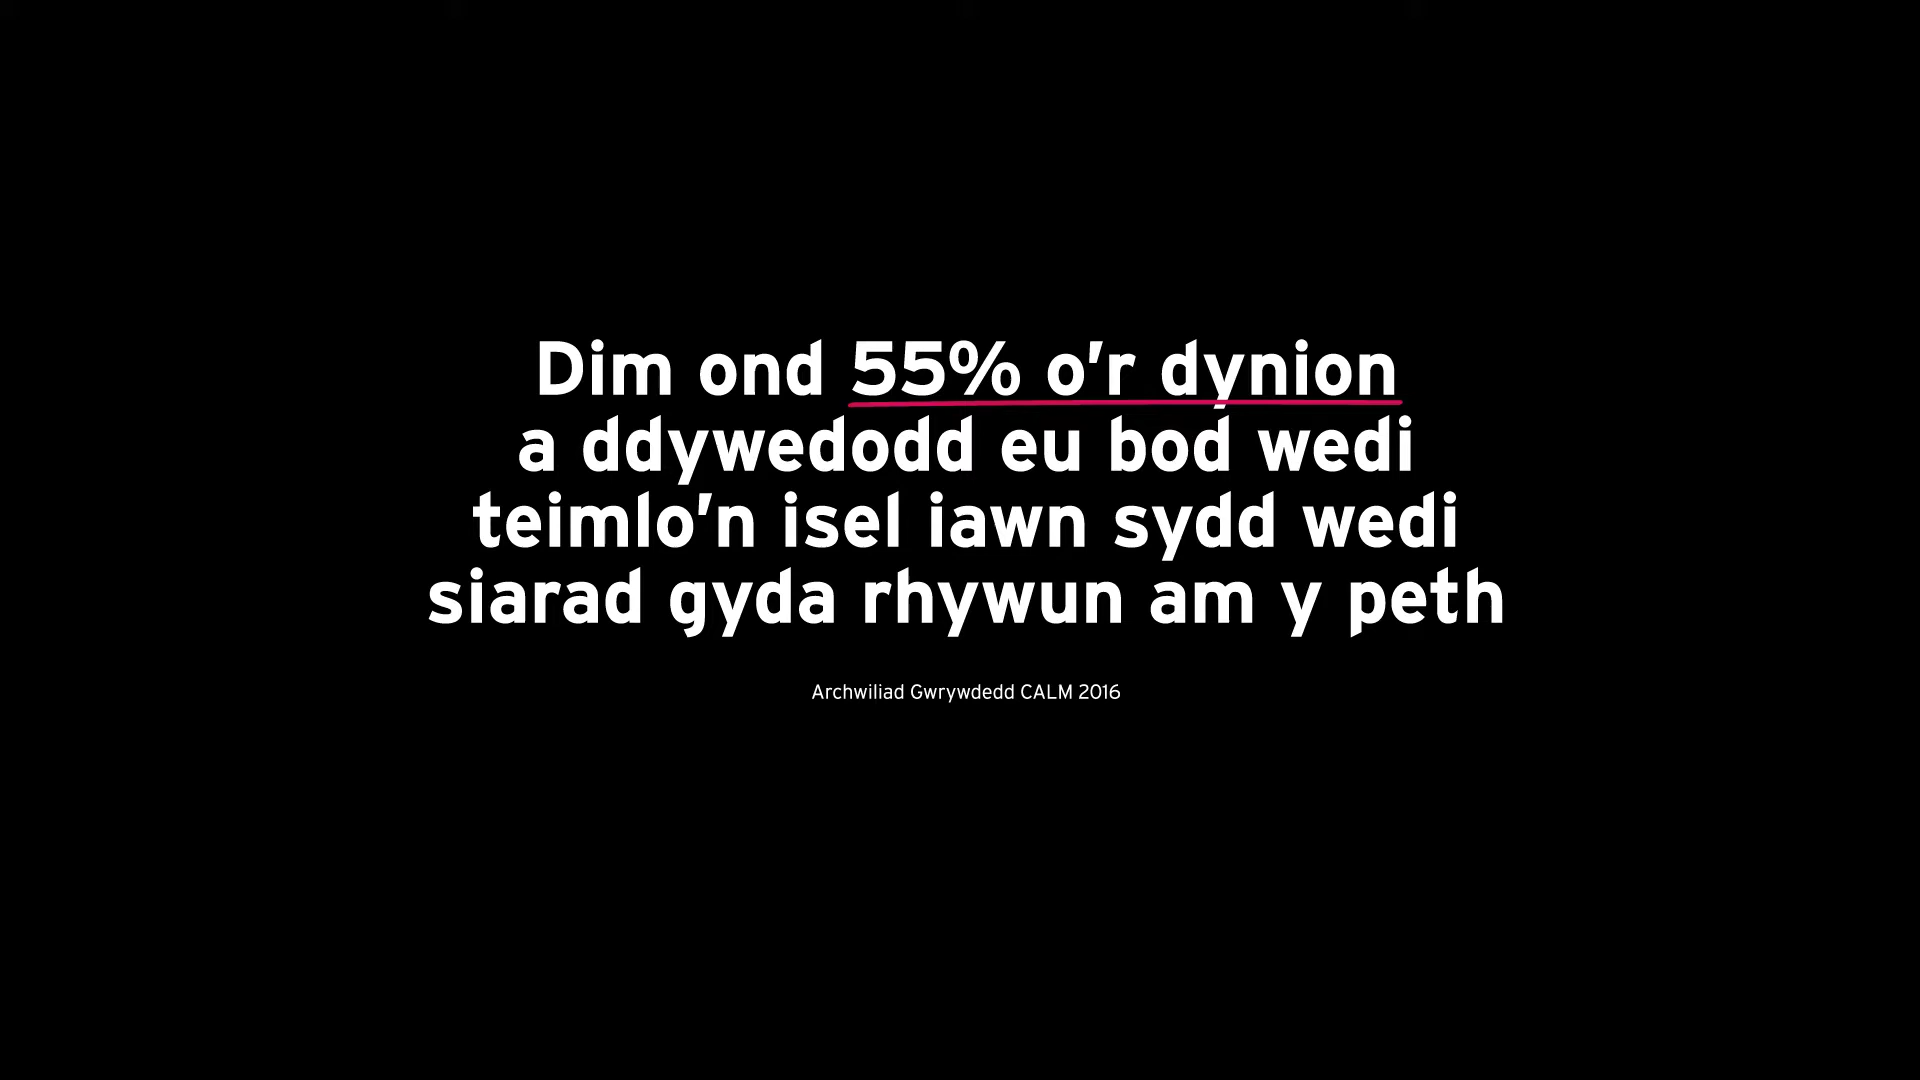 Dim ond 55% o'r dynion
a ddywedodd eu bod wedi
teimlo'n isel iawn sydd wedi
siarad gyda rhywun am y peth
Archwiliad Gwrywdedd CALM 2016